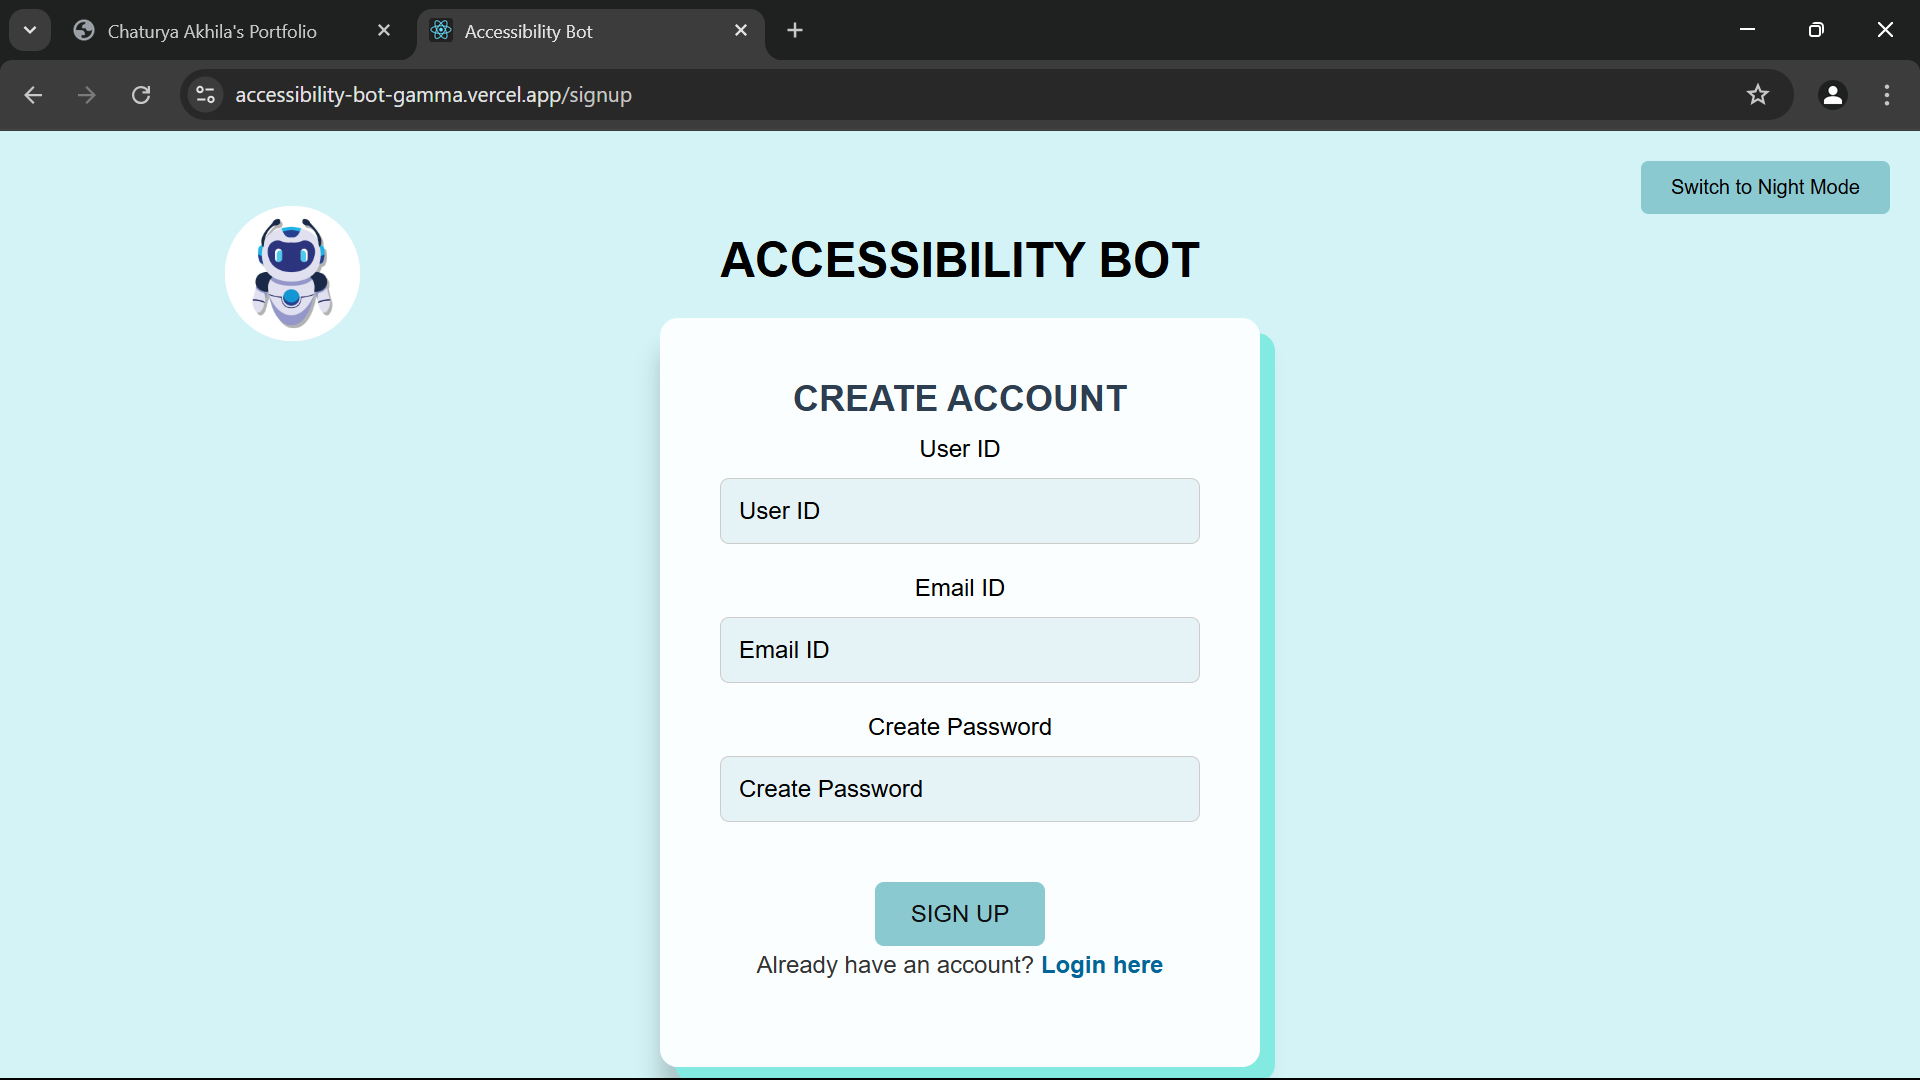 Chaturya Akhila's Portfolio
Accessibility Bot
accessibility-bot-gamma.vercel.app/signup
Switch to Night Mode
ACCESSIBILITY BOT
CREATE ACCOUNT
User ID
User ID
Email ID
Email ID
Create Password
Create Password
SIGN UP
Already have an account? Login here